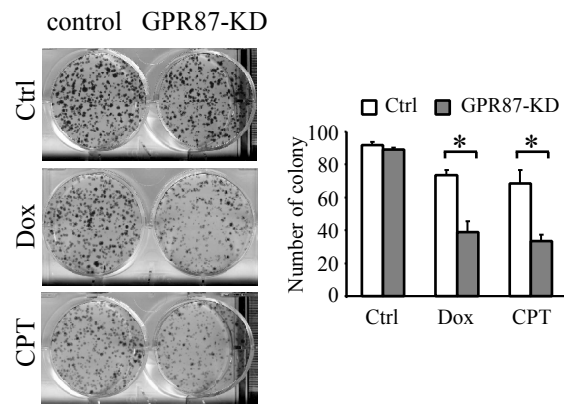 control GPR87-KD
Ctrl
Dox
CPT
Ctrl GPR87-KD
Number of colony
100
80
60
40
20
0
* *
Ctrl Dox CPT